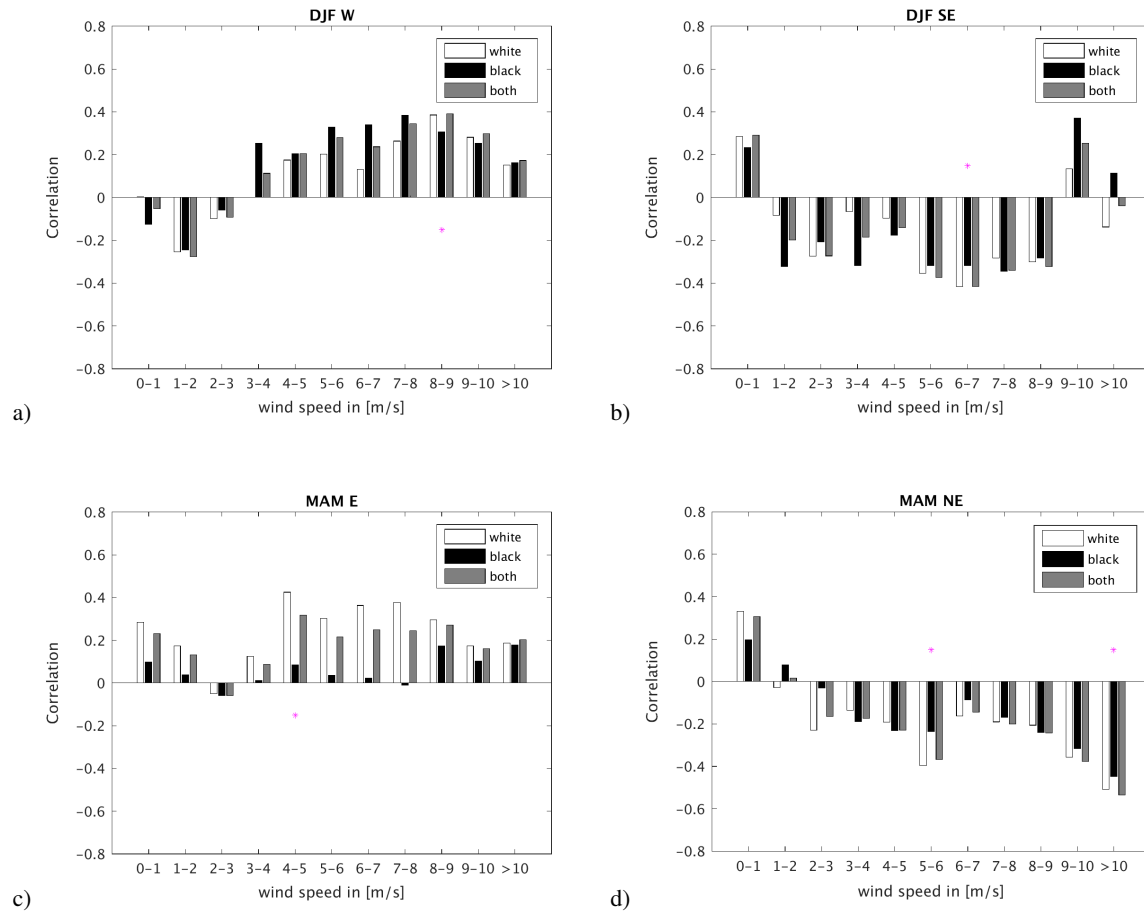 DJF W
0.8
0.6
0.4
0.2
0
-0.2
-0.4
-0.6
-0.8
Correlation
white
black
both
*
0-1 1-2 2-3 3-4 4-5 5-6 6-7 7-8 8-9 9-10 >10
wind speed in [m/s]
a)
DJF SE
0.8
0.6
0.4
0.2
0
-0.2
-0.4
-0.6
-0.8
Correlation
white
black
both
*
0-1 1-2 2-3 3-4 4-5 5-6 6-7 7-8 8-9 9-10 >10
wind speed in [m/s]
b)
MAM E
0.8
0.6
0.4
0.2
0
-0.2
-0.4
-0.6
-0.8
Correlation
white
black
both
*
0-1 1-2 2-3 3-4 4-5 5-6 6-7 7-8 8-9 9-10 >10
wind speed in [m/s]
c)
MAM NE
0.8
0.6
0.4
0.2
0
-0.2
-0.4
-0.6
-0.8
Correlation
white
black
both
* *
0-1 1-2 2-3 3-4 4-5 5-6 6-7 7-8 8-9 9-10 >10
wind speed in [m/s]
d)